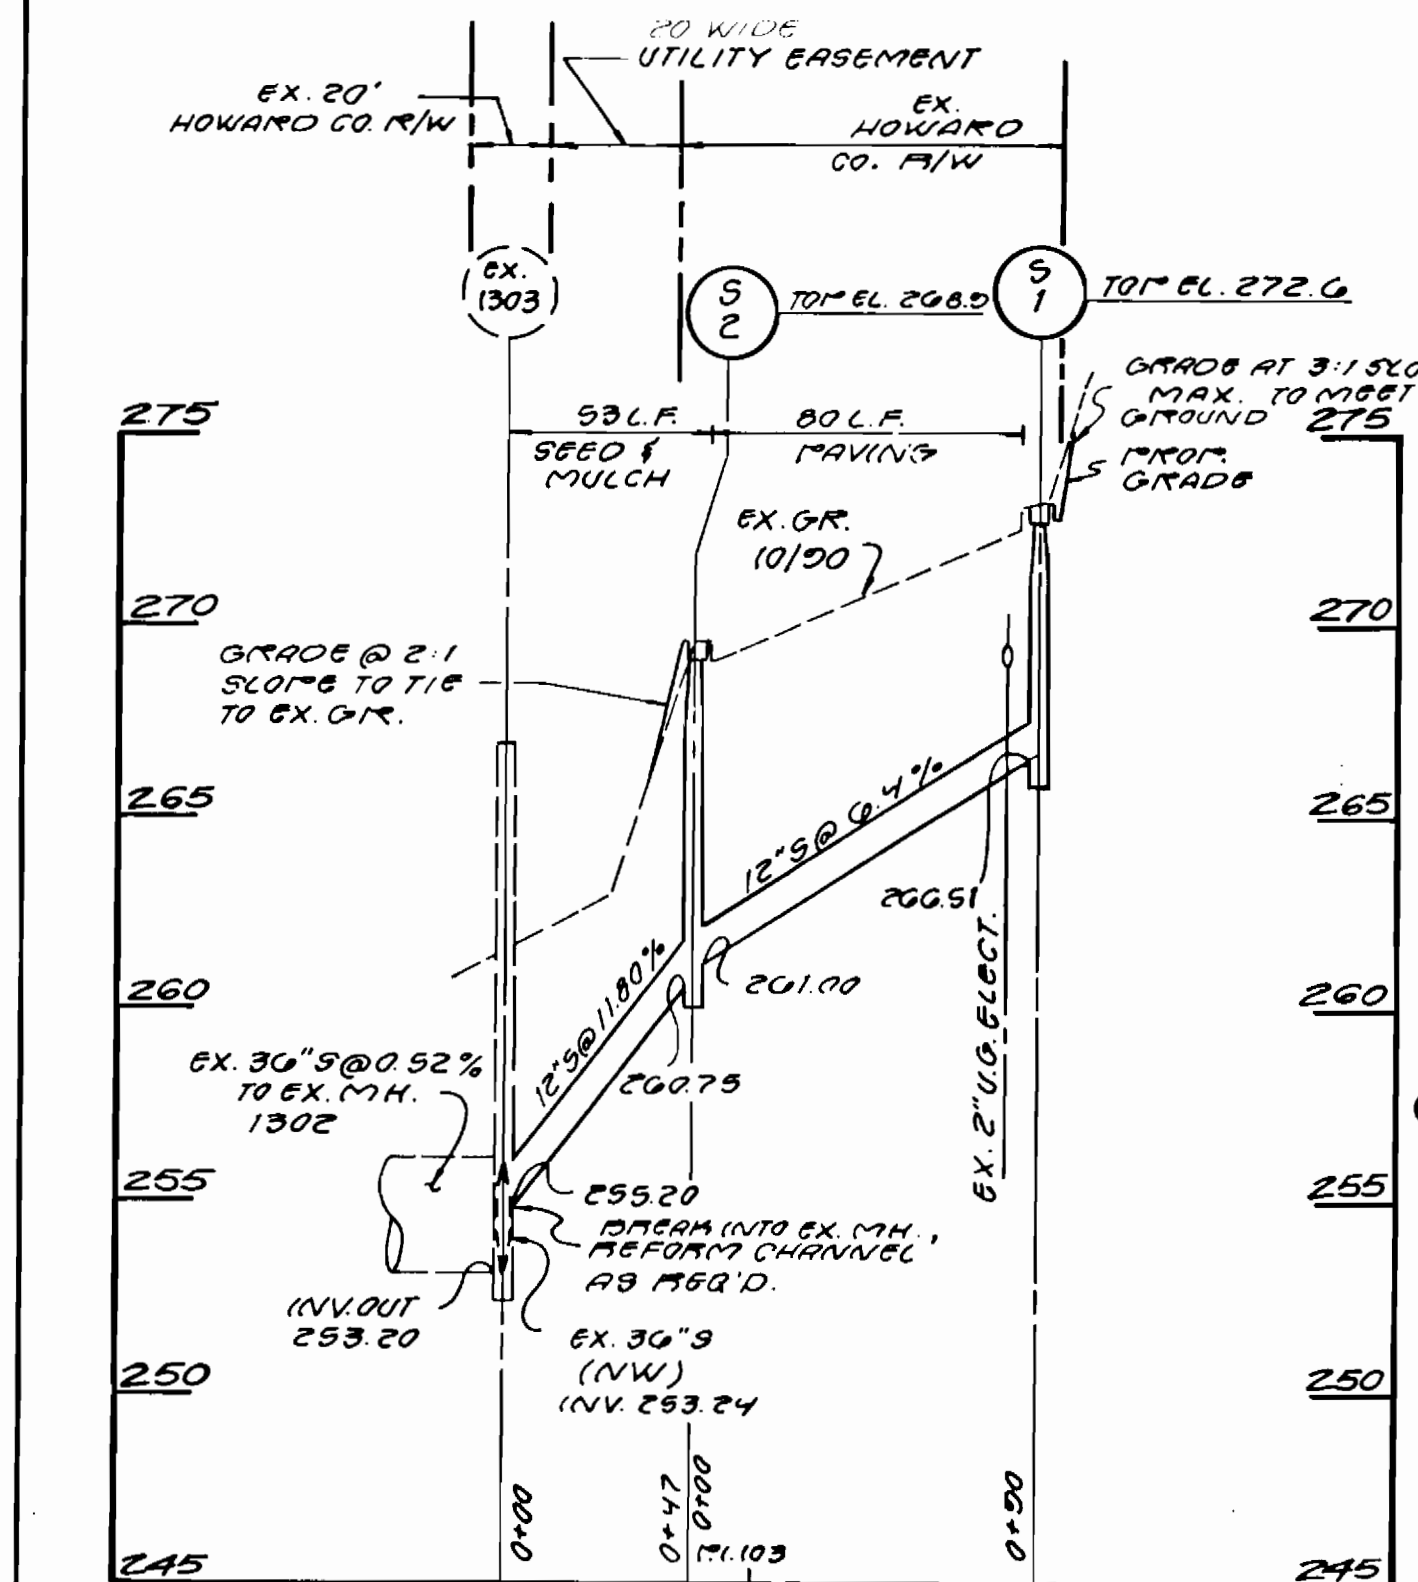 20 WIDE
UTILITY EASEMENT
EX. 20'
HOWARD CO. R/W
EX.
HOWARD
CO. R/W
EX.
1303
S
2
TOP EL. 268.9
S
1
TOP EL. 272.6
GRADE AT 3:1 SLO
MAX. TO MEET
GROUND
PROP.
GRADE
275
53 L.F.
SEED &
MULCH
80 L.F.
PAVING
275
EX. GR.
10/90
270
270
GRADE @ 2:1
SLOPE TO TIE
TO EX. GR.
265
265
12"S@ 6.4%
266.51
261.00
260
260
12"S@ 11.80%
260.75
EX. 2" U.G. ELECT.
EX. 36"S@0.52%
TO EX. MH.
1302
255
255
255.20
BREAK INTO EX. MH.,
REFORM CHANNEL
AS REQ'D.
INV. OUT
253.20
EX. 36"S
(NW)
INV. 253.24
250
250
0+00
0+47
0+00
P.I. 103
0+90
245
245